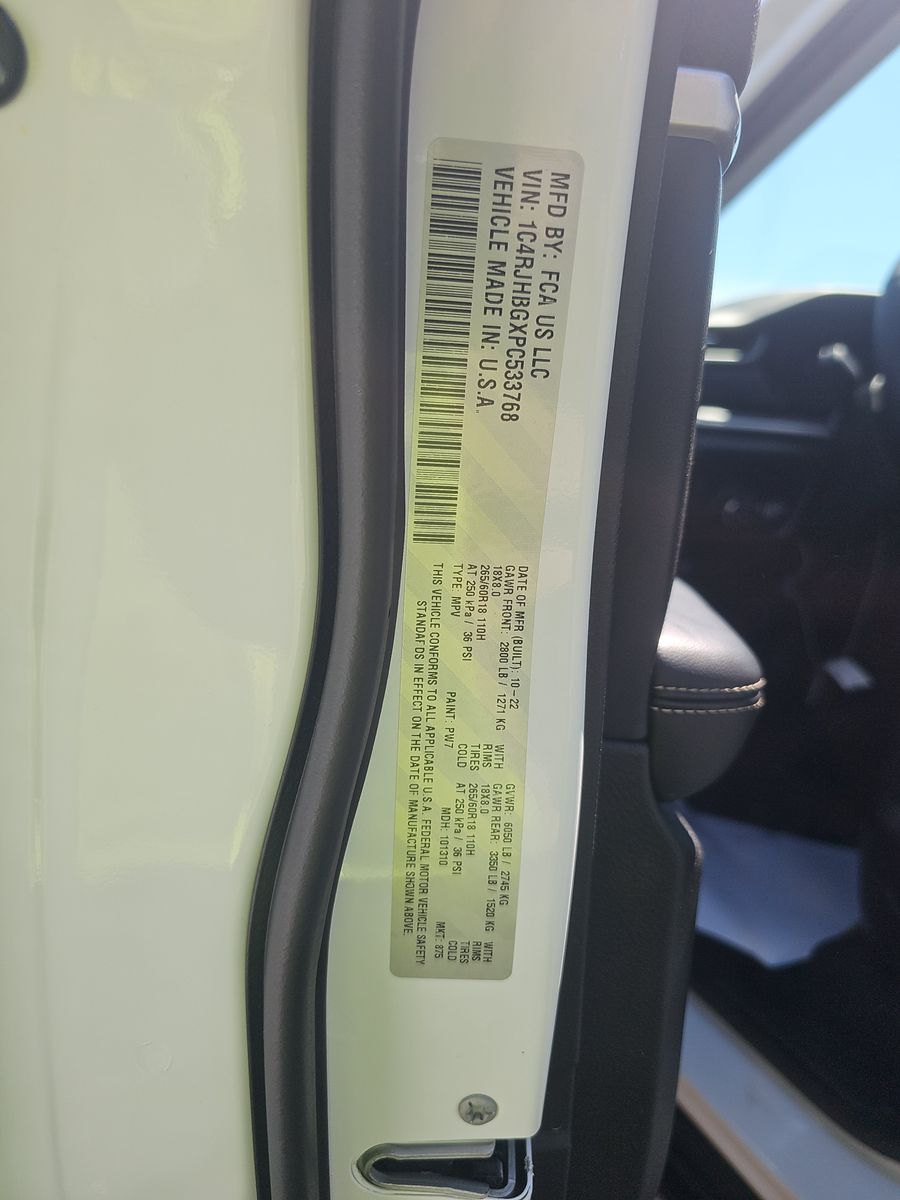 MFD BY: FCA US LLC
VIN: 1C4RJHBGXPC533768
VEHICLE MADE IN: U.S.A.
DATE OF MFR (BUILT): 10-22 GVWR: 6050 LB / 2745 KG
GAWR FRONT: 2800 LB / 1271 KG WITH GAWR REAR: 3350 LB / 1520 KG WITH
18X8.0 RIMS 18X8.0 RIMS
265/60R18 110H TIRES 265/60R18 110H TIRES
AT 250 kPa / 36 PSI COLD AT 250 kPa / 36 PSI COLD
TYPE: MPV PAINT: PW7 MDH: 101310 MKT: 875
THIS VEHICLE CONFORMS TO ALL APPLICABLE U.S.A. FEDERAL MOTOR VEHICLE SAFETY
STANDARDS IN EFFECT ON THE DATE OF MANUFACTURE SHOWN ABOVE.